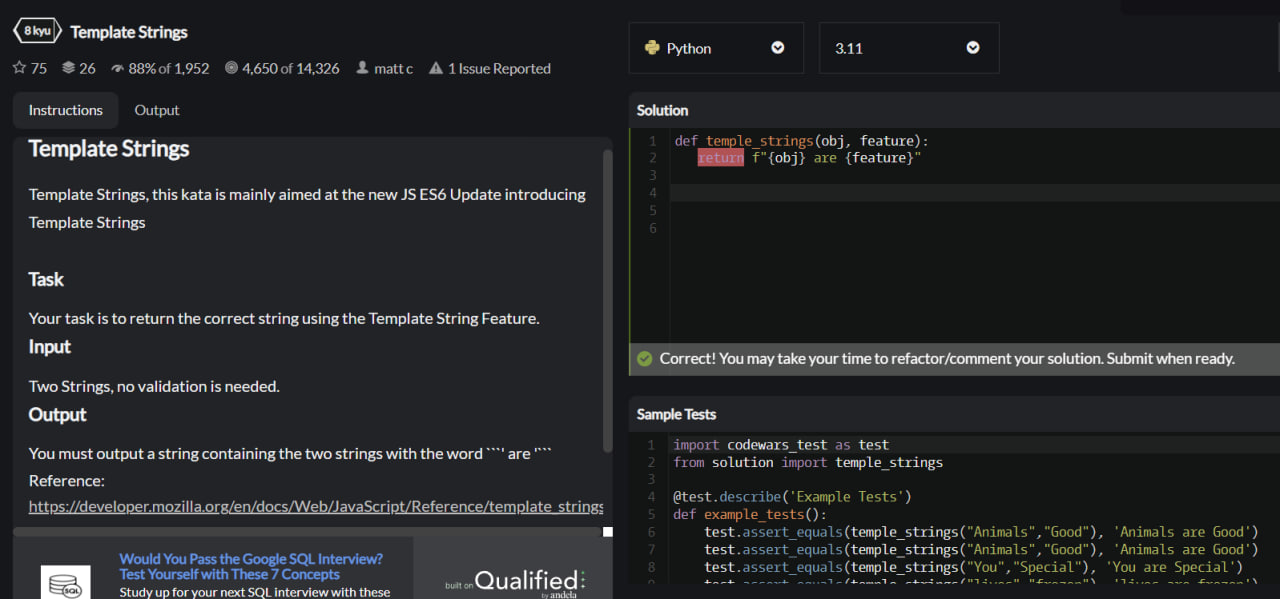 8 kyu Template Strings
75 26 88% of 1,952 4,650 of 14,326 matt c 1 Issue Reported
Instructions Output
Template Strings
Template Strings, this kata is mainly aimed at the new JS ES6 Update introducing
Template Strings
Task
Your task is to return the correct string using the Template String Feature.
Input
Two Strings, no validation is needed.
Output
You must output a string containing the two strings with the word ```' are '```
Reference:
https://developer.mozilla.org/en/docs/Web/JavaScript/Reference/template_strings
Would You Pass the Google SQL Interview?
Test Yourself with These 7 Concepts
Study up for your next SQL interview with these
SQL
built on Qualified
by andela
Python 3.11
Solution
1 def temple_strings(obj, feature):
2 return f"{obj} are {feature}"
3
4
5
6
Correct! You may take your time to refactor/comment your solution. Submit when ready.
Sample Tests
1 import codewars_test as test
2 from solution import temple_strings
3
4 @test.describe('Example Tests')
5 def example_tests():
6 test.assert_equals(temple_strings("Animals","Good"), 'Animals are Good')
7 test.assert_equals(temple_strings("Animals","Good"), 'Animals are Good')
8 test.assert_equals(temple_strings("You","Special"), 'You are Special')
9 test.assert_equals(temple_strings("lives","frozen"), 'lives are frozen')